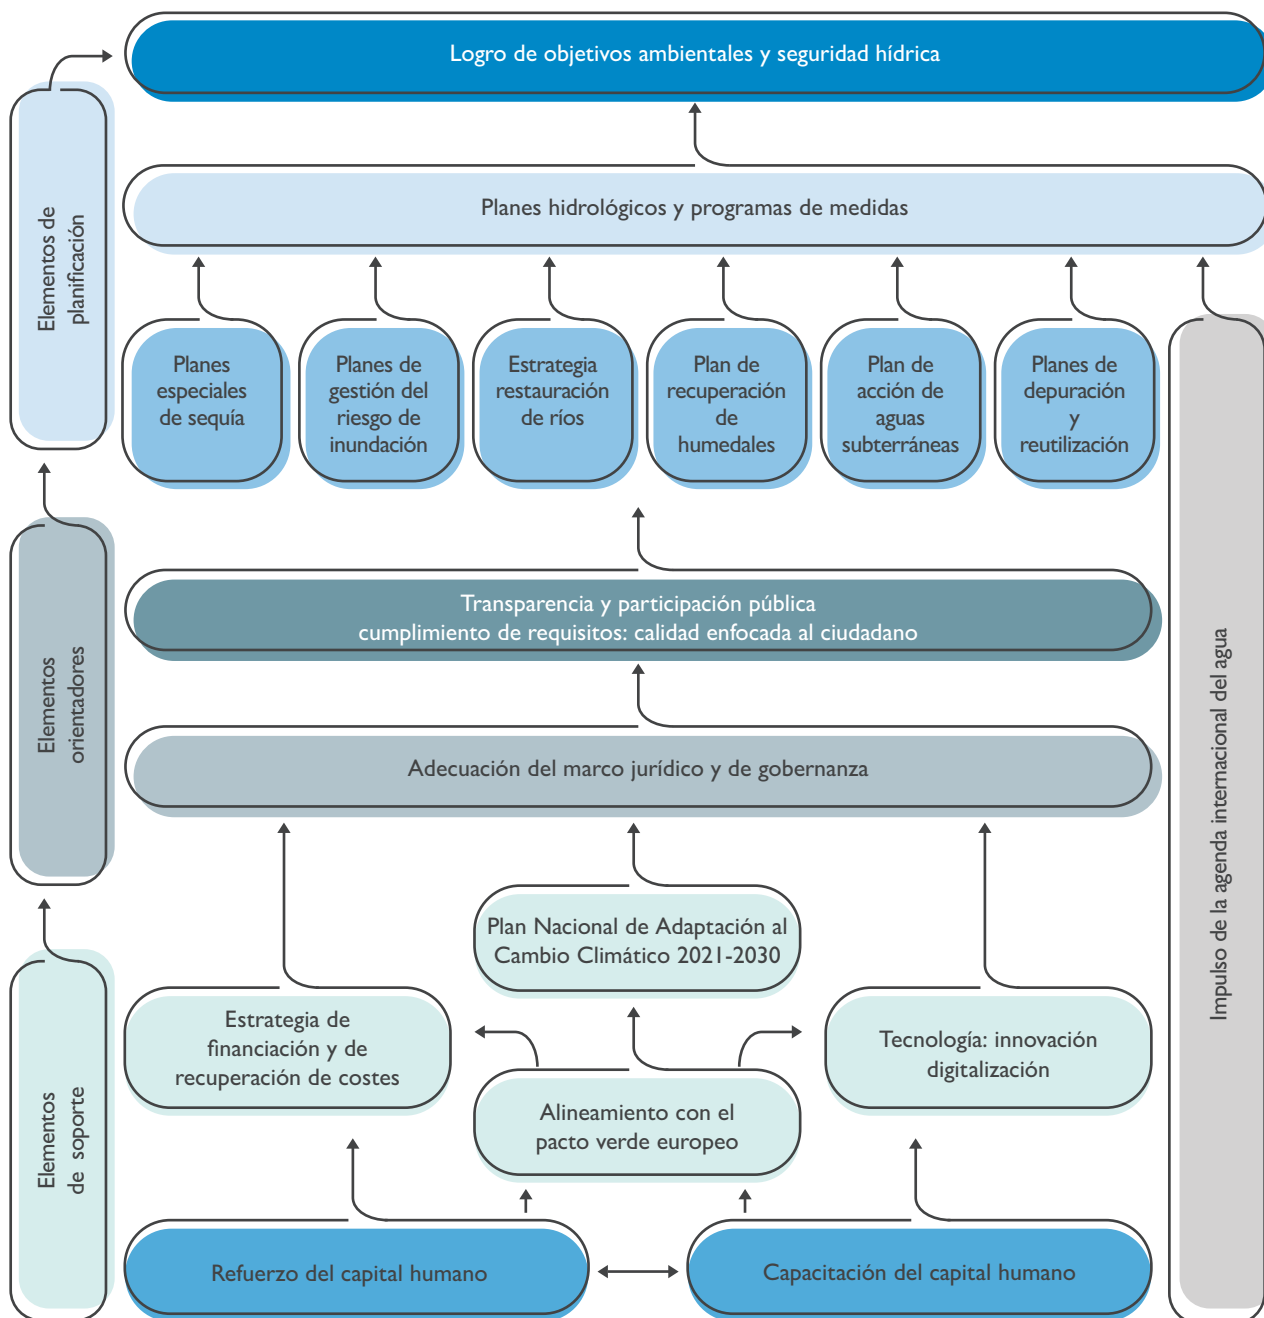 Logro de objetivos ambientales y seguridad hídrica
Planes hidrológicos y programas de medidas
Elementos de
planificación
Planes
especiales
de sequía
Planes de
gestión del
riesgo de
inundación
Estrategia
restauración
de ríos
Plan de
recuperación
de
humedales
Plan de
acción de
aguas
subterráneas
Planes de
depuración
y
reutilización
Transparencia y participación pública
cumplimiento de requisitos: calidad enfocada al ciudadano
Elementos
orientadores
Adecuación del marco jurídico y de gobernanza
Impulso de la agenda internacional del agua
Plan Nacional de Adaptación al
Cambio Climático 2021-2030
Estrategia de
financiación y de
recuperación de costes
Tecnología: innovación
digitalización
Alineamiento con el
pacto verde europeo
Elementos
de soporte
Refuerzo del capital humano
Capacitación del capital humano